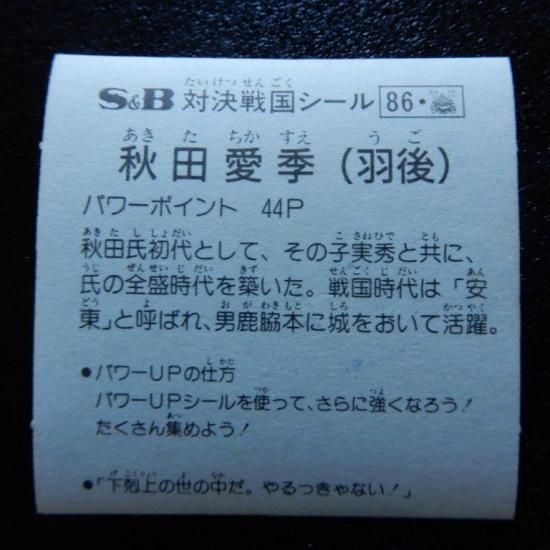 S&B 対決戦国シール 86・
秋田愛季(羽後)
パワーポイント 44P
秋田氏初代として、その子実秀と共に、
氏の全盛時代を築いた。戦国時代は「安
東」と呼ばれ、男鹿脇本に城をおいて活躍。
●パワーUPの仕方
パワーUPシールを使って、さらに強くなろう!
たくさん集めよう!
●「下剋上の世の中だ。やるっきゃない!」